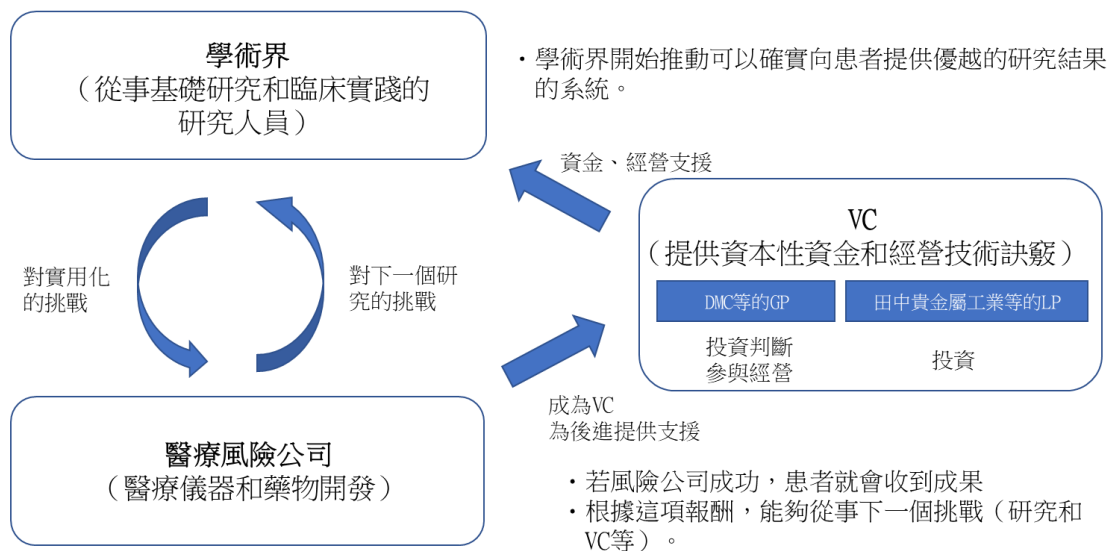 學術界
（從事基礎研究和臨床實踐的
研究人員）
・學術界開始推動可以確實向患者提供優越的研究結果
的系統。
資金、經營支援
VC
（提供資本性資金和經營技術訣竅）
DMC等的GP
田中貴金屬工業等的LP
投資判斷
參與經營
投資
對實用化
的挑戰
對下一個研
究的挑戰
成為VC
為後進提供支援
醫療風險公司
（醫療儀器和藥物開發）
・若風險公司成功，患者就會收到成果
・根據這項報酬，能夠從事下一個挑戰（研究和
VC等）。